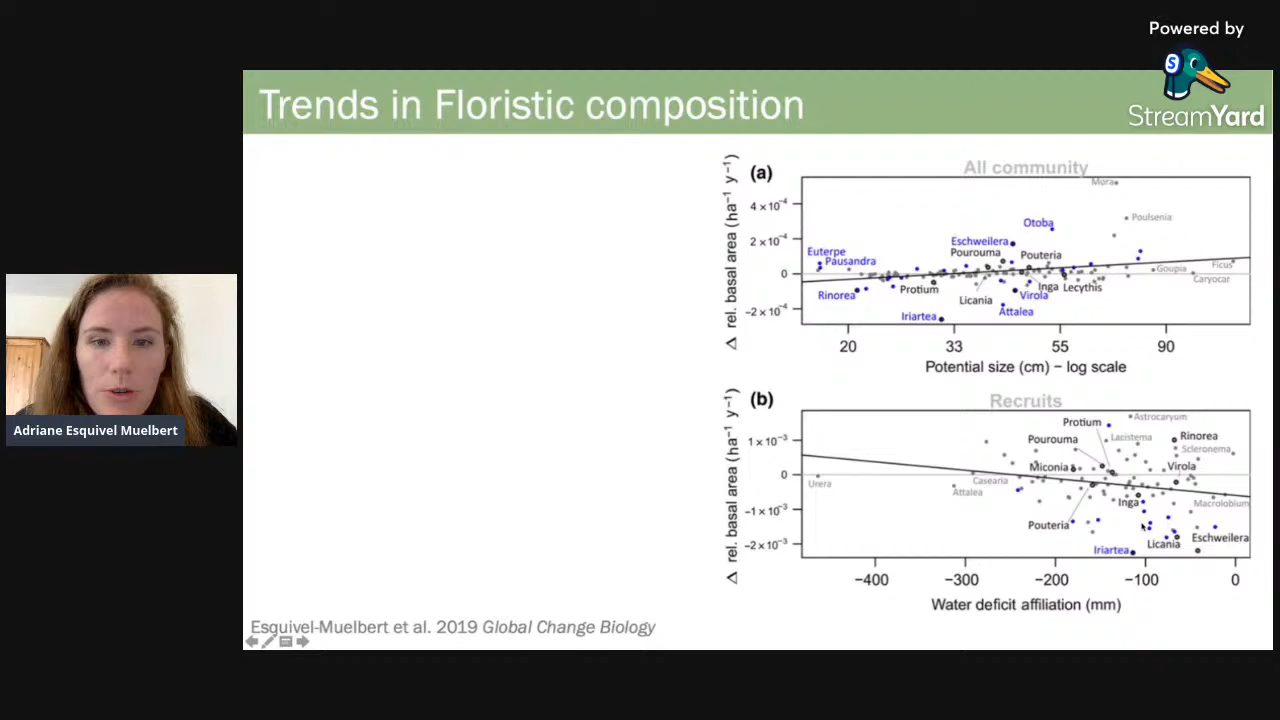 Powered by
StreamYard
Trends in Floristic composition
(a)
All community
Δ rel. basal area (ha⁻¹ y⁻¹)
4 × 10⁻⁴
2 × 10⁻⁴
0
−2 × 10⁻⁴
Mora
Poulsenia
Otoba
Eschweilera
Euterpe
Pourouma
Pouteria
Pausandra
Goupia
Ficus
Caryocar
Protium
Inga
Lecythis
Rinorea
Licania
Virola
Iriartea
Attalea
20
33
55
90
Potential size (cm) − log scale
(b)
Recruits
Δ rel. basal area (ha⁻¹ y⁻¹)
1 × 10⁻³
0
−1 × 10⁻³
−2 × 10⁻³
Protium
Astrocaryum
Pourouma
Lacistema
Rinorea
Scleronema
Miconia
Virola
Urera
Casearia
Attalea
Inga
Macrolobium
Pouteria
Licania
Eschweilera
Iriartea
−400
−300
−200
−100
0
Water deficit affiliation (mm)
Adriane Esquivel Muelbert
Esquivel-Muelbert et al. 2019 Global Change Biology